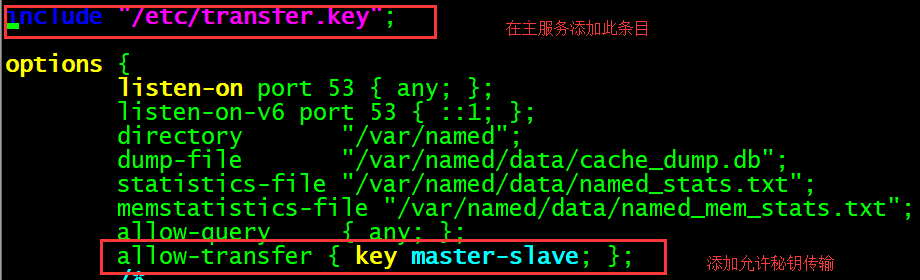 include "/etc/transfer.key";
在主服务添加此条目
options {
listen-on port 53 { any; };
listen-on-v6 port 53 { ::1; };
directory "/var/named";
dump-file "/var/named/data/cache_dump.db";
statistics-file "/var/named/data/named_stats.txt";
memstatistics-file "/var/named/data/named_mem_stats.txt";
allow-query { any; };
allow-transfer { key master-slave; };
添加允许秘钥传输
/*